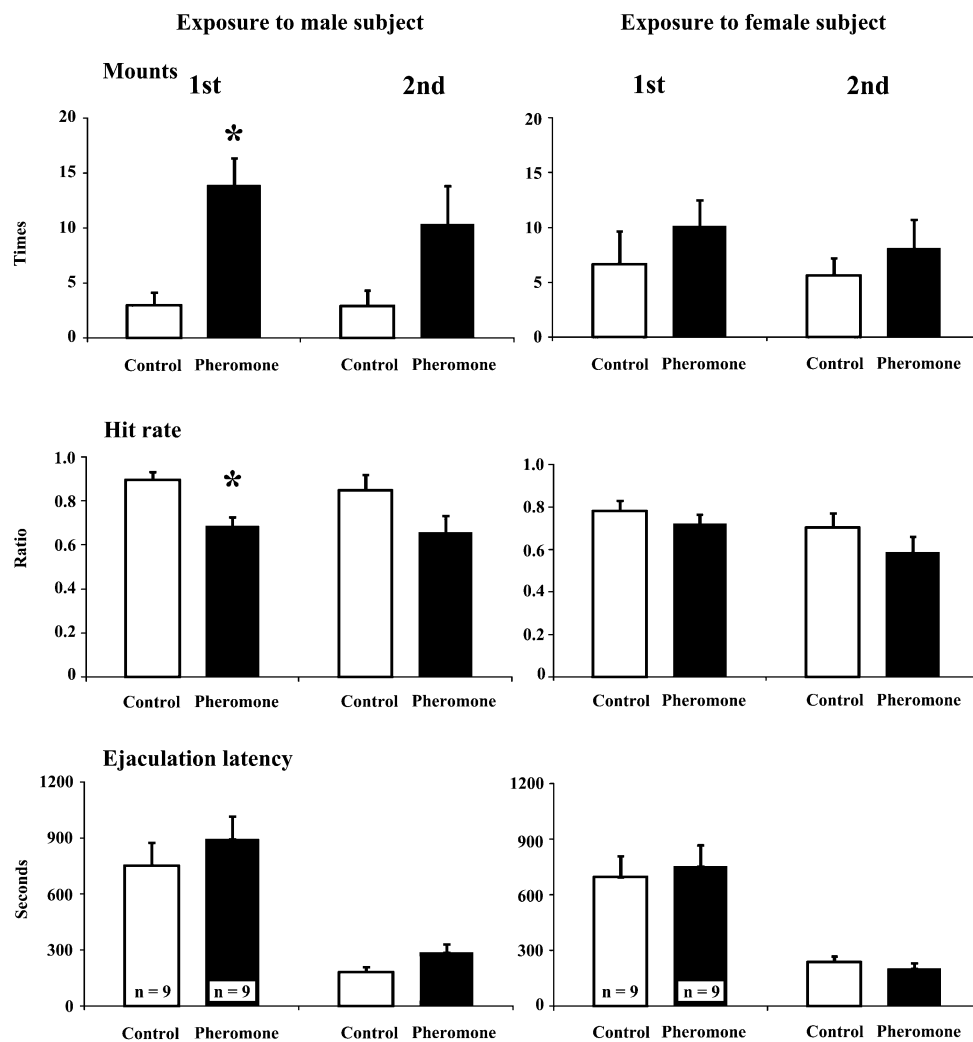 Exposure to male subject
Exposure to female subject
Mounts
1st
2nd
1st
2nd
Times
20
15
10
5
0
*
Control
Pheromone
Control
Pheromone
20
15
10
5
0
Control
Pheromone
Control
Pheromone
Hit rate
Ratio
1.0
0.8
0.6
0.4
0.2
0
*
Control
Pheromone
Control
Pheromone
1.0
0.8
0.6
0.4
0.2
0
Control
Pheromone
Control
Pheromone
Ejaculation latency
Seconds
1200
900
600
300
0
n = 9
n = 9
Control
Pheromone
Control
Pheromone
1200
900
600
300
0
n = 9
n = 9
Control
Pheromone
Control
Pheromone